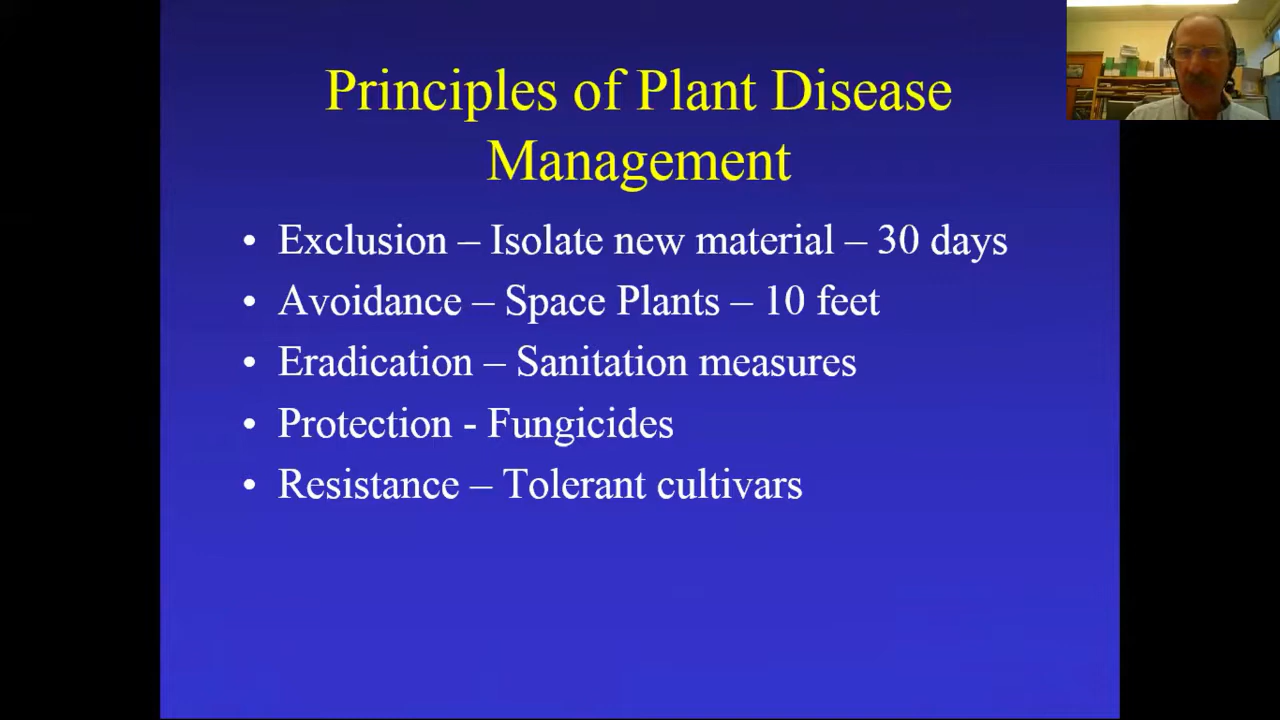 Principles of Plant Disease
Management
• Exclusion – Isolate new material – 30 days
• Avoidance – Space Plants – 10 feet
• Eradication – Sanitation measures
• Protection - Fungicides
• Resistance – Tolerant cultivars